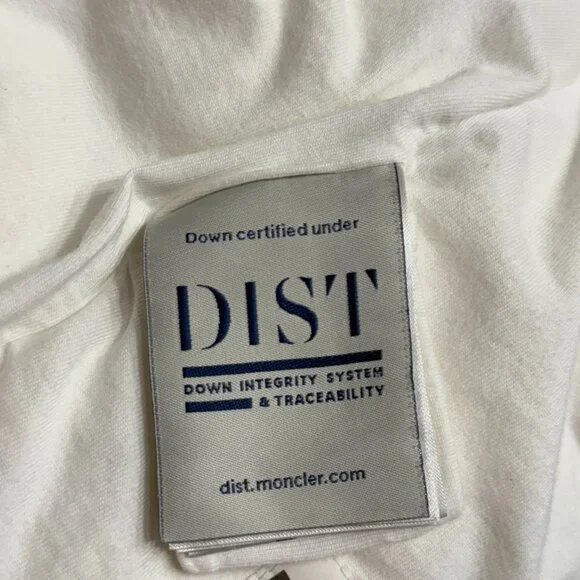 Down certified under
DIST
DOWN INTEGRITY SYSTEM
& TRACEABILITY
dist.moncler.com